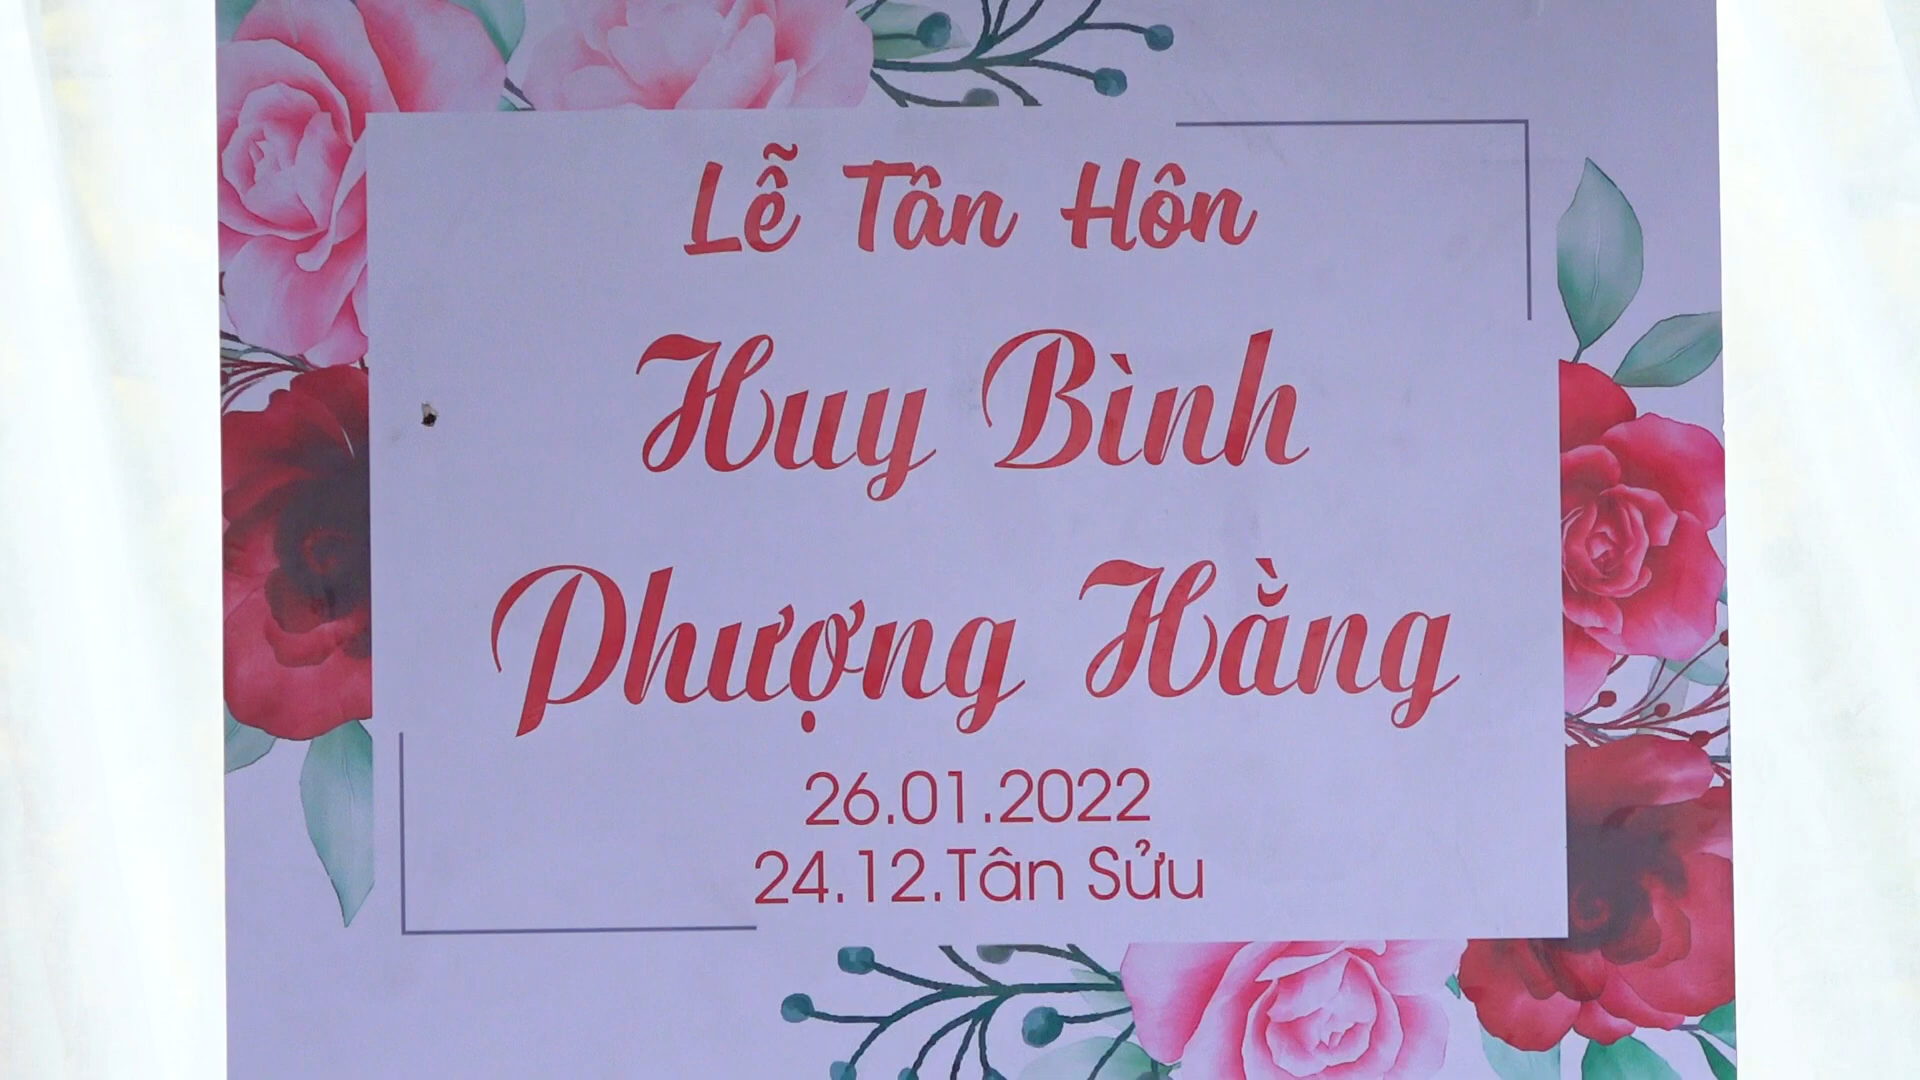 Lễ Tân Hôn
Huy Bình
Phượng Hằng
26.01.2022
24.12.Tân Sửu